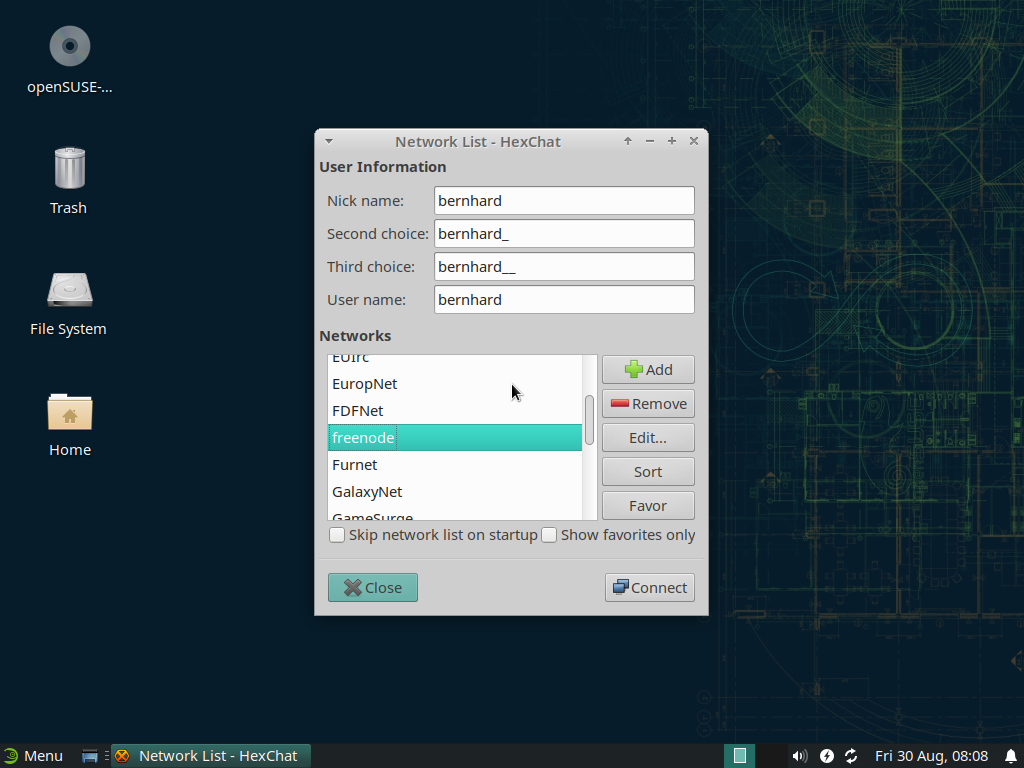 openSUSE-...
Trash
File System
Home
Network List - HexChat
User Information
Nick name: bernhard
Second choice: bernhard_
Third choice: bernhard__
User name: bernhard
Networks
EUIrc
EuropNet
FDFNet
freenode
Furnet
GalaxyNet
GameSurge
Add
Remove
Edit...
Sort
Favor
Skip network list on startup
Show favorites only
Close
Connect
Menu
Network List - HexChat
Fri 30 Aug, 08:08